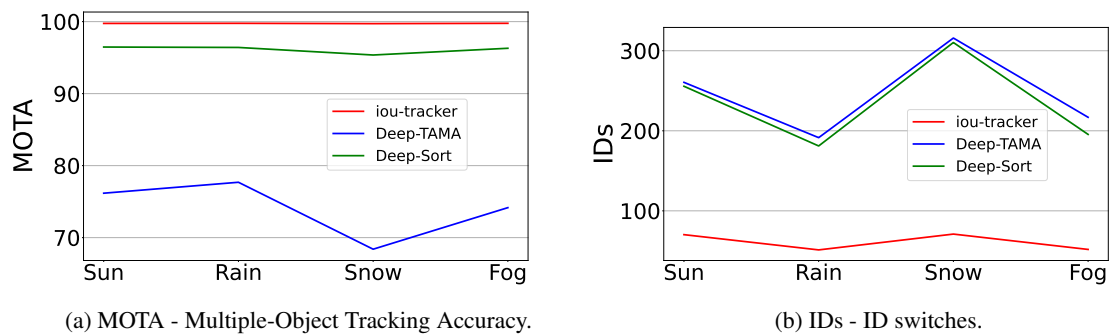 100
90
80
70
MOTA
iou-tracker
Deep-TAMA
Deep-Sort
Sun Rain Snow Fog
(a) MOTA - Multiple-Object Tracking Accuracy.
300
200
100
IDs
iou-tracker
Deep-TAMA
Deep-Sort
Sun Rain Snow Fog
(b) IDs - ID switches.